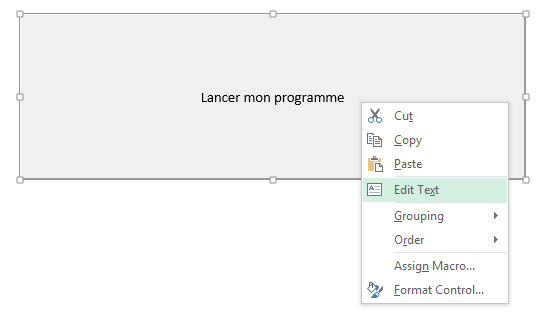 Lancer mon programme
Cut
Copy
Paste
Edit Text
Grouping
Order
Assign Macro...
Format Control...